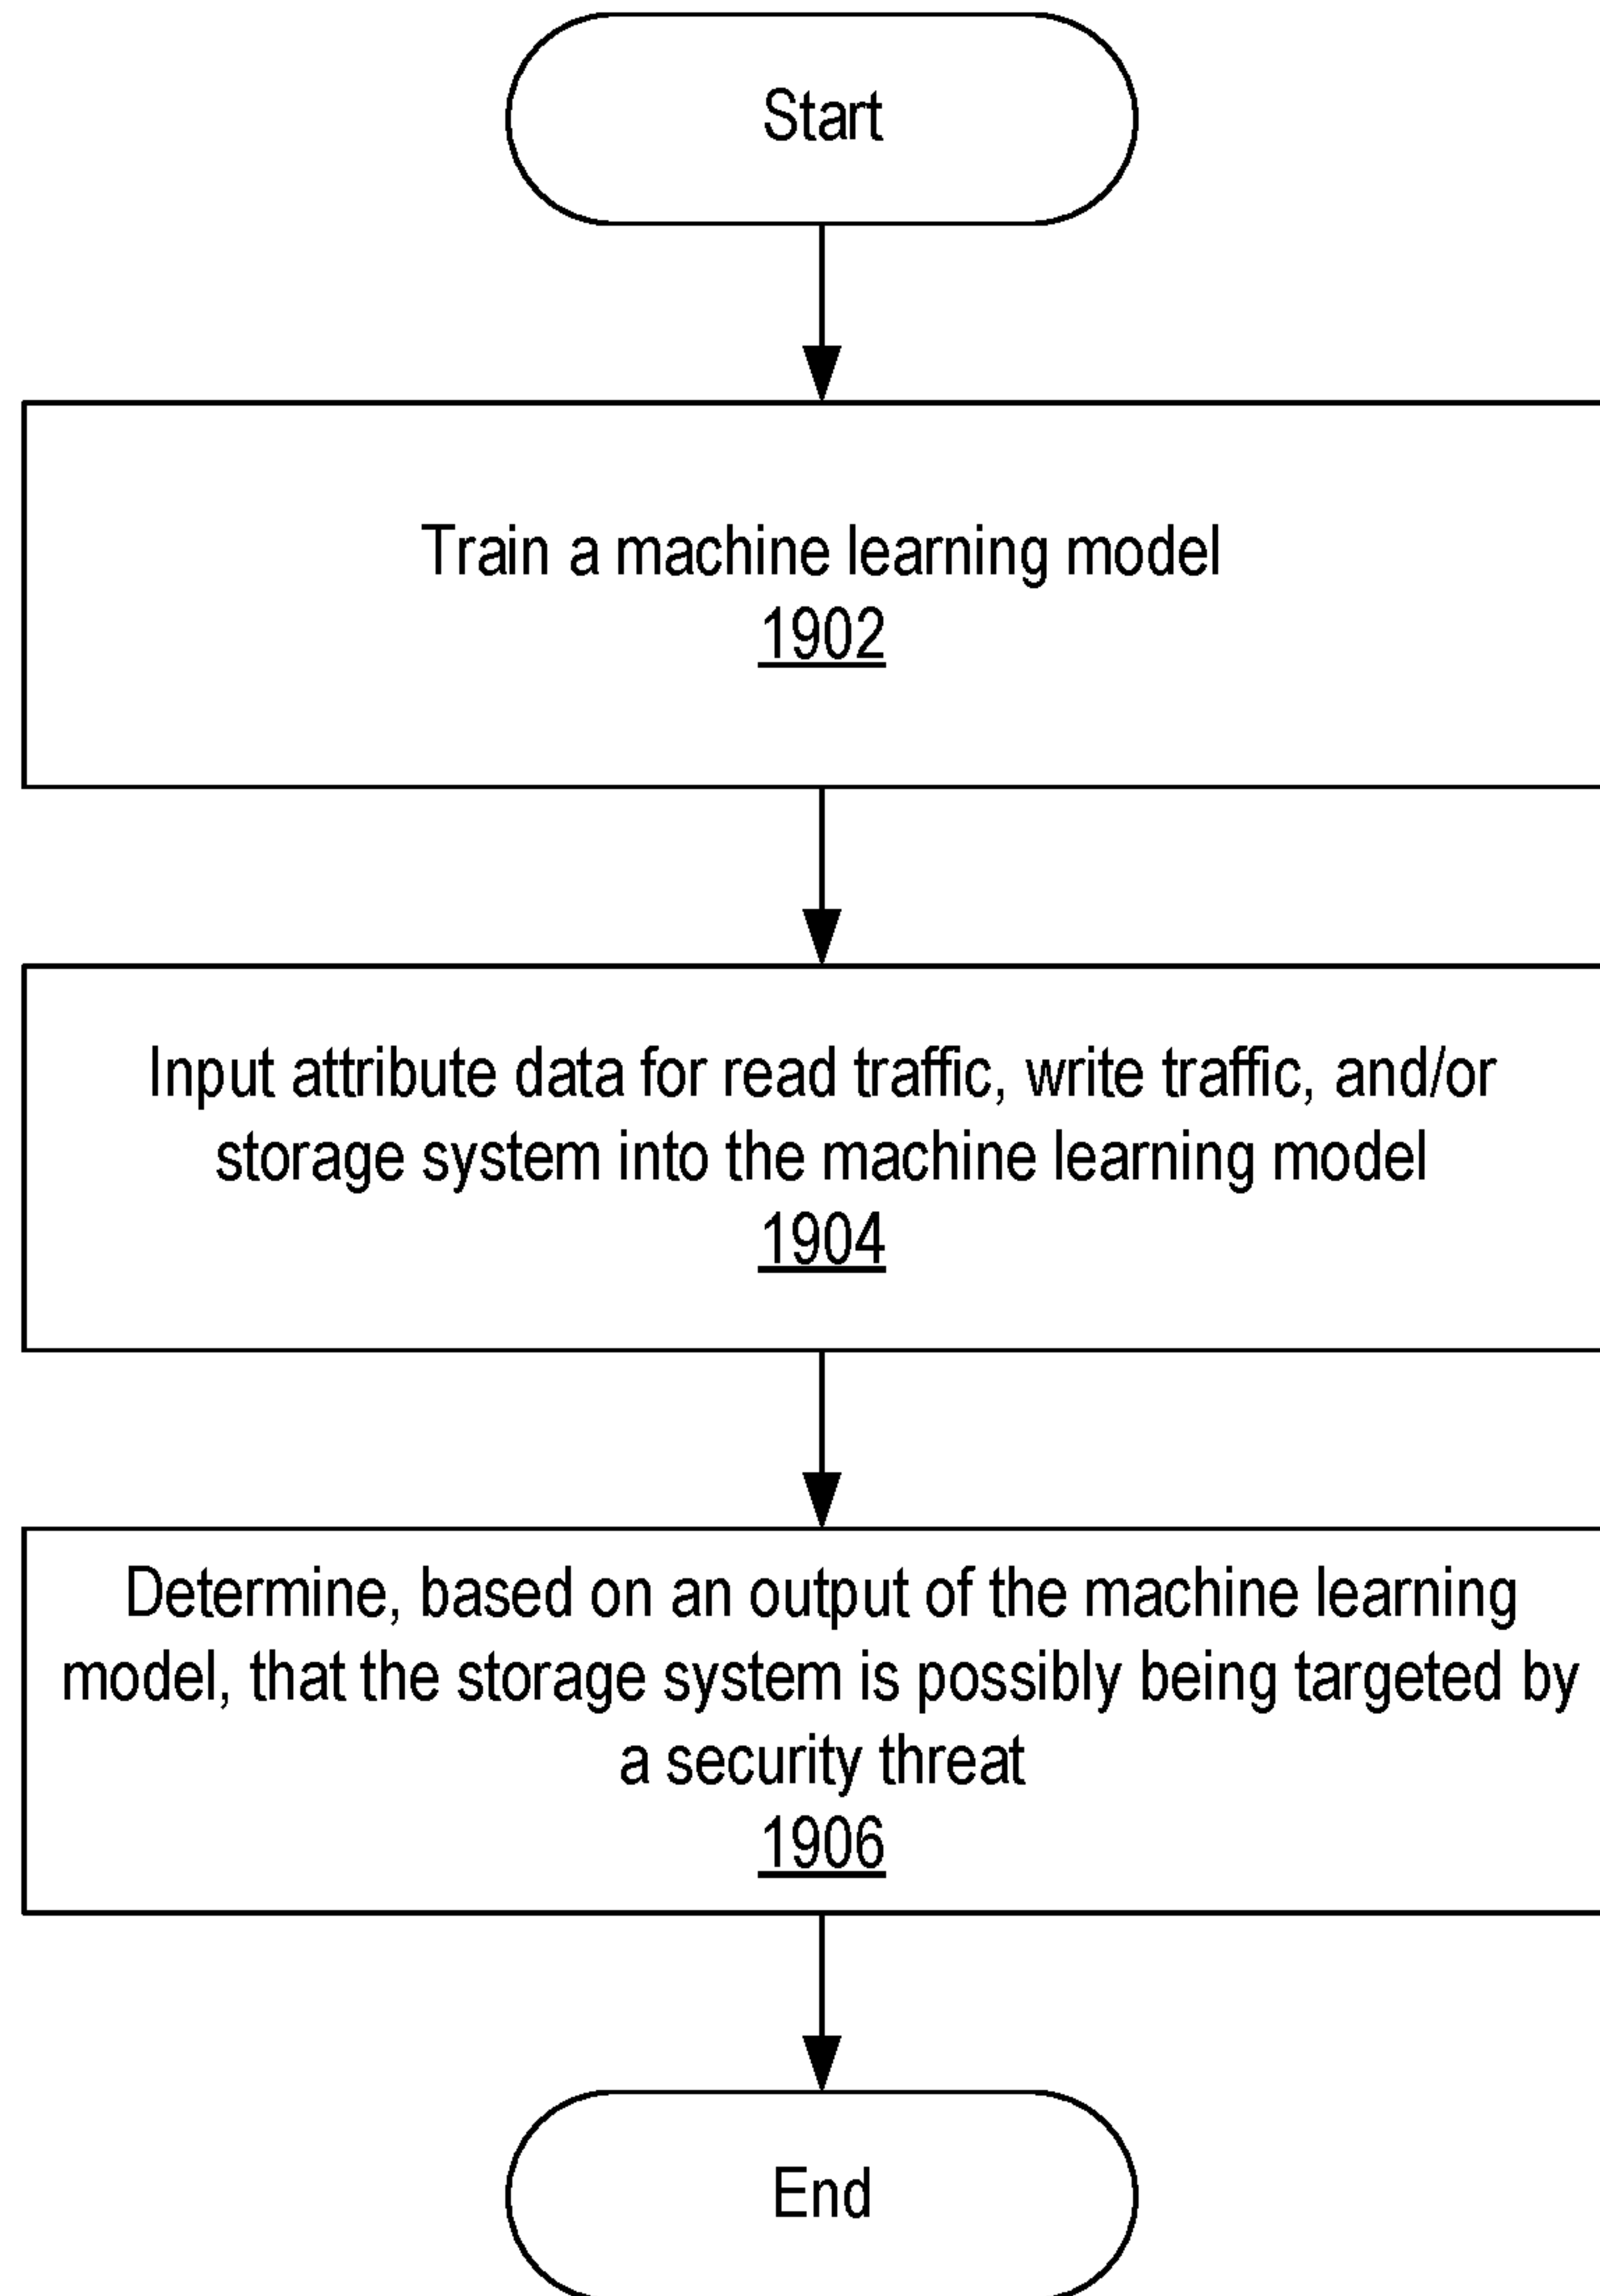 Start
Train a machine learning model
1902
Input attribute data for read traffic, write traffic, and/or
storage system into the machine learning model
1904
Determine, based on an output of the machine learning
model, that the storage system is possibly being targeted by
a security threat
1906
End